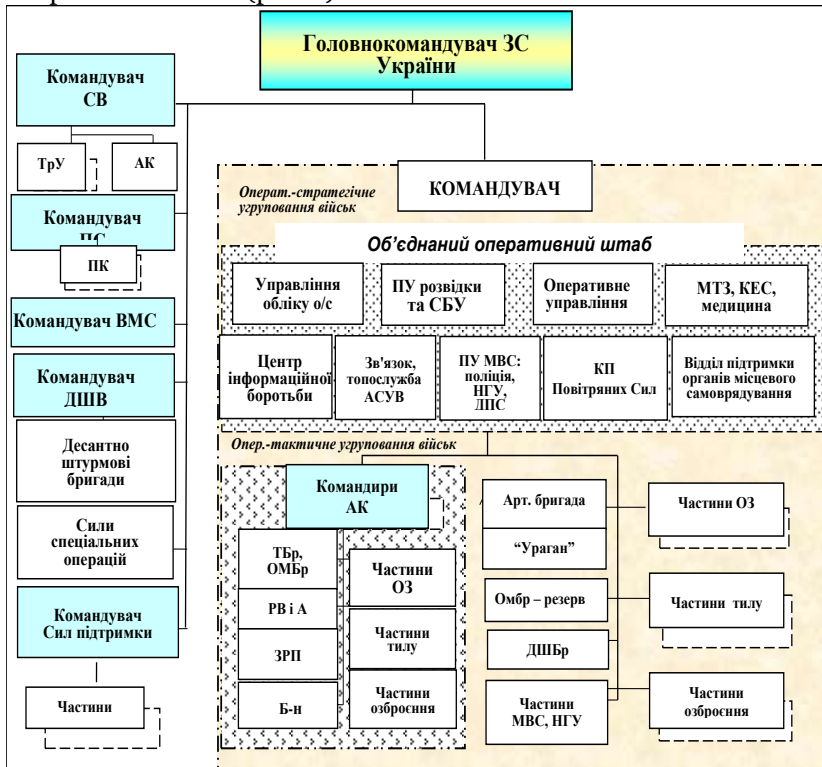 Головнокомандувач ЗС
України
Командувач
СВ
ТрУ
АК
Командувач
ПК
Командувач ВМС
Командувач
ДШВ
Десантно
штурмові
бригади
Сили
спеціальних
операцій
Командувач
Сил підтримки
Частини
Операт.-стратегічне
угруповання військ
КОМАНДУВАЧ
Об’єднаний оперативний штаб
Управління
обліку о/с
ПУ розвідки
та СБУ
Оперативне
управління
МТЗ, КЕС,
медицина
Центр
інформаційної
боротьби
Зв'язок,
топослужба
АСУВ
ПУ МВС:
поліція,
НГУ,
ДПС
КП
Повітряних Сил
Відділ підтримки
органів місцевого
самоврядування
Опер.-тактичне угруповання військ
Командири
АК
ТБр,
ОМБр
РВ і А
ЗРП
Б-н
Частини
ОЗ
Частини
тилу
Частини
озброєння
Арт. бригада
“Ураган”
Омбр – резерв
ДШБр
Частини
МВС, НГУ
Частини ОЗ
Частини тилу
Частини
озброєння